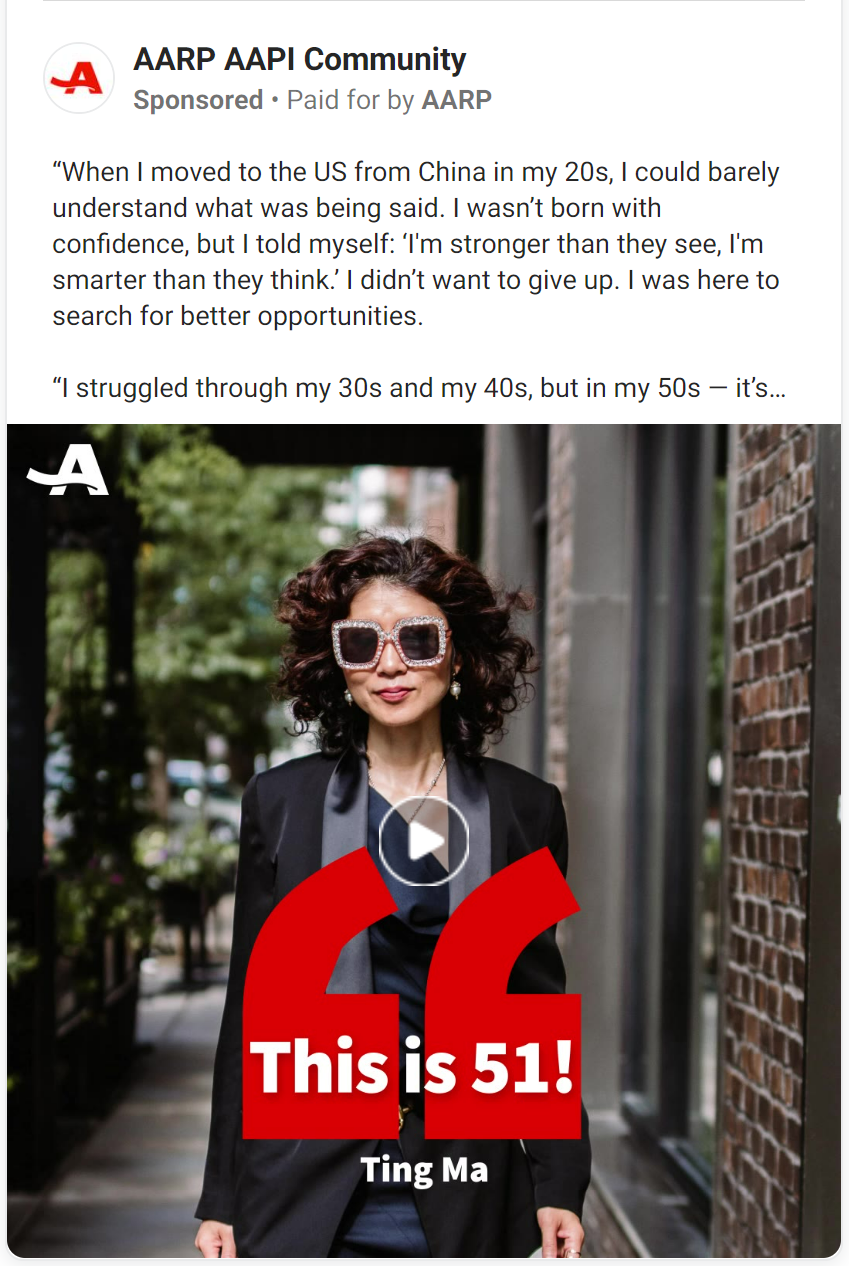 AARP AAPI Community
Sponsored • Paid for by AARP
“When I moved to the US from China in my 20s, I could barely
understand what was being said. I wasn’t born with
confidence, but I told myself: ‘I'm stronger than they see, I'm
smarter than they think.’ I didn’t want to give up. I was here to
search for better opportunities.
“I struggled through my 30s and my 40s, but in my 50s — it’s...
This is 51!
Ting Ma